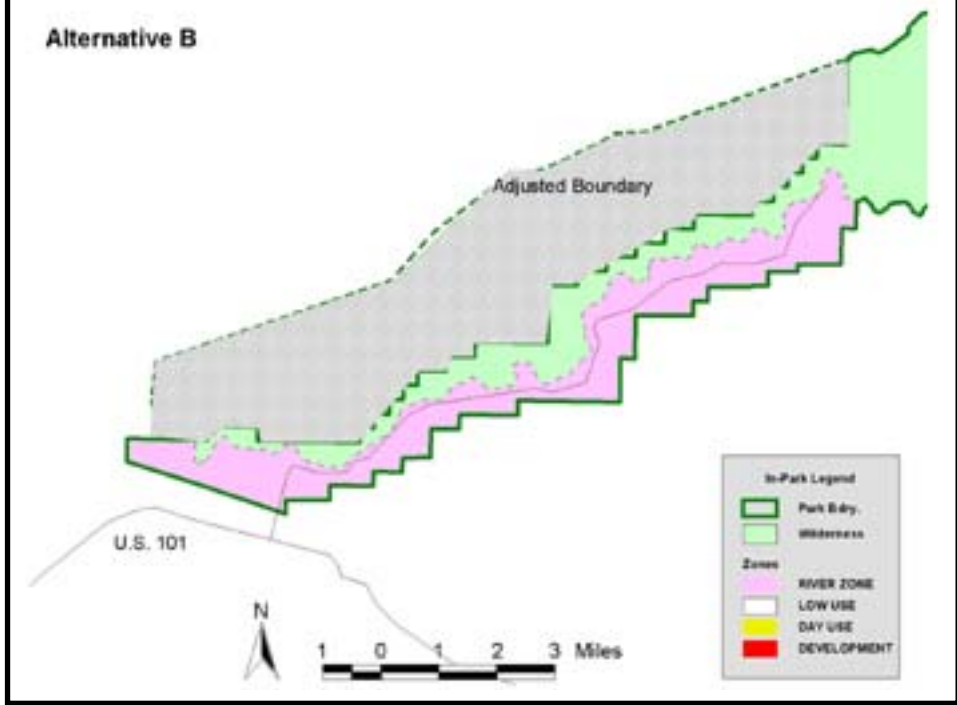 Alternative B
Adjusted Boundary
U.S. 101
N
1 0 1 2 3 Miles
In-Park Legend
Park Bdry.
Wilderness
Zones
RIVER ZONE
LOW USE
DAY USE
DEVELOPMENT